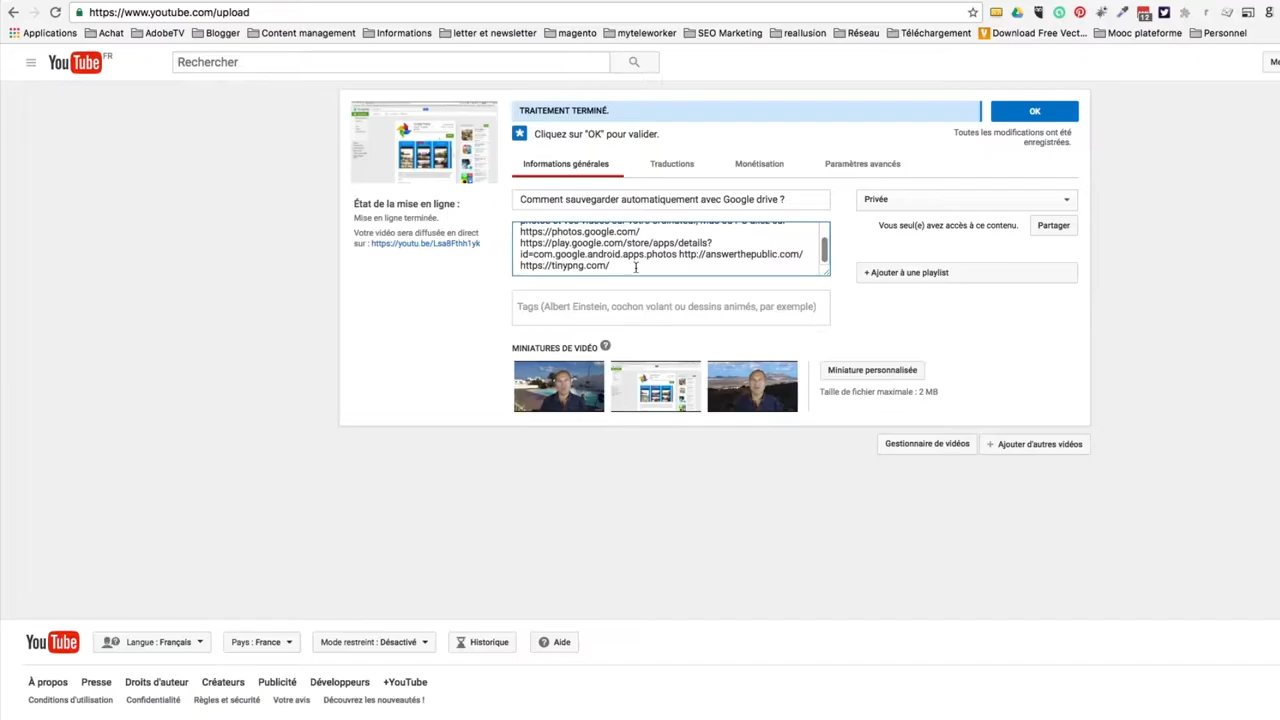 https://www.youtube.com/upload
Applications Achat AdobeTV Blogger Content management Informations letter et newsletter magento myteleworker SEO Marketing reallusion Réseau Téléchargement Download Free Vect... Mooc plateforme Personnel
YouTube FR
Rechercher
TRAITEMENT TERMINÉ.
OK
Cliquez sur "OK" pour valider.
Toutes les modifications ont été
enregistrées.
Informations générales Traductions Monétisation Paramètres avancés
Comment sauvegarder automatiquement avec Google drive ?
Privée
https://photos.google.com/
https://play.google.com/store/apps/details?
id=com.google.android.apps.photos http://answerthepublic.com/
https://tinypng.com/
Vous seul(e) avez accès à ce contenu.
Partager
+ Ajouter à une playlist
État de la mise en ligne :
Mise en ligne terminée.
Votre vidéo sera diffusée en direct
sur : https://youtu.be/Lsa8Fthh1yk
Tags (Albert Einstein, cochon volant ou dessins animés, par exemple)
MINIATURES DE VIDÉO ?
Miniature personnalisée
Taille de fichier maximale : 2 MB
Gestionnaire de vidéos
+ Ajouter d'autres vidéos
YouTube
Langue : Français
Pays : France
Mode restreint : Désactivé
Historique
Aide
À propos Presse Droits d'auteur Créateurs Publicité Développeurs +YouTube
Conditions d'utilisation Confidentialité Règles et sécurité Votre avis Découvrez les nouveautés !